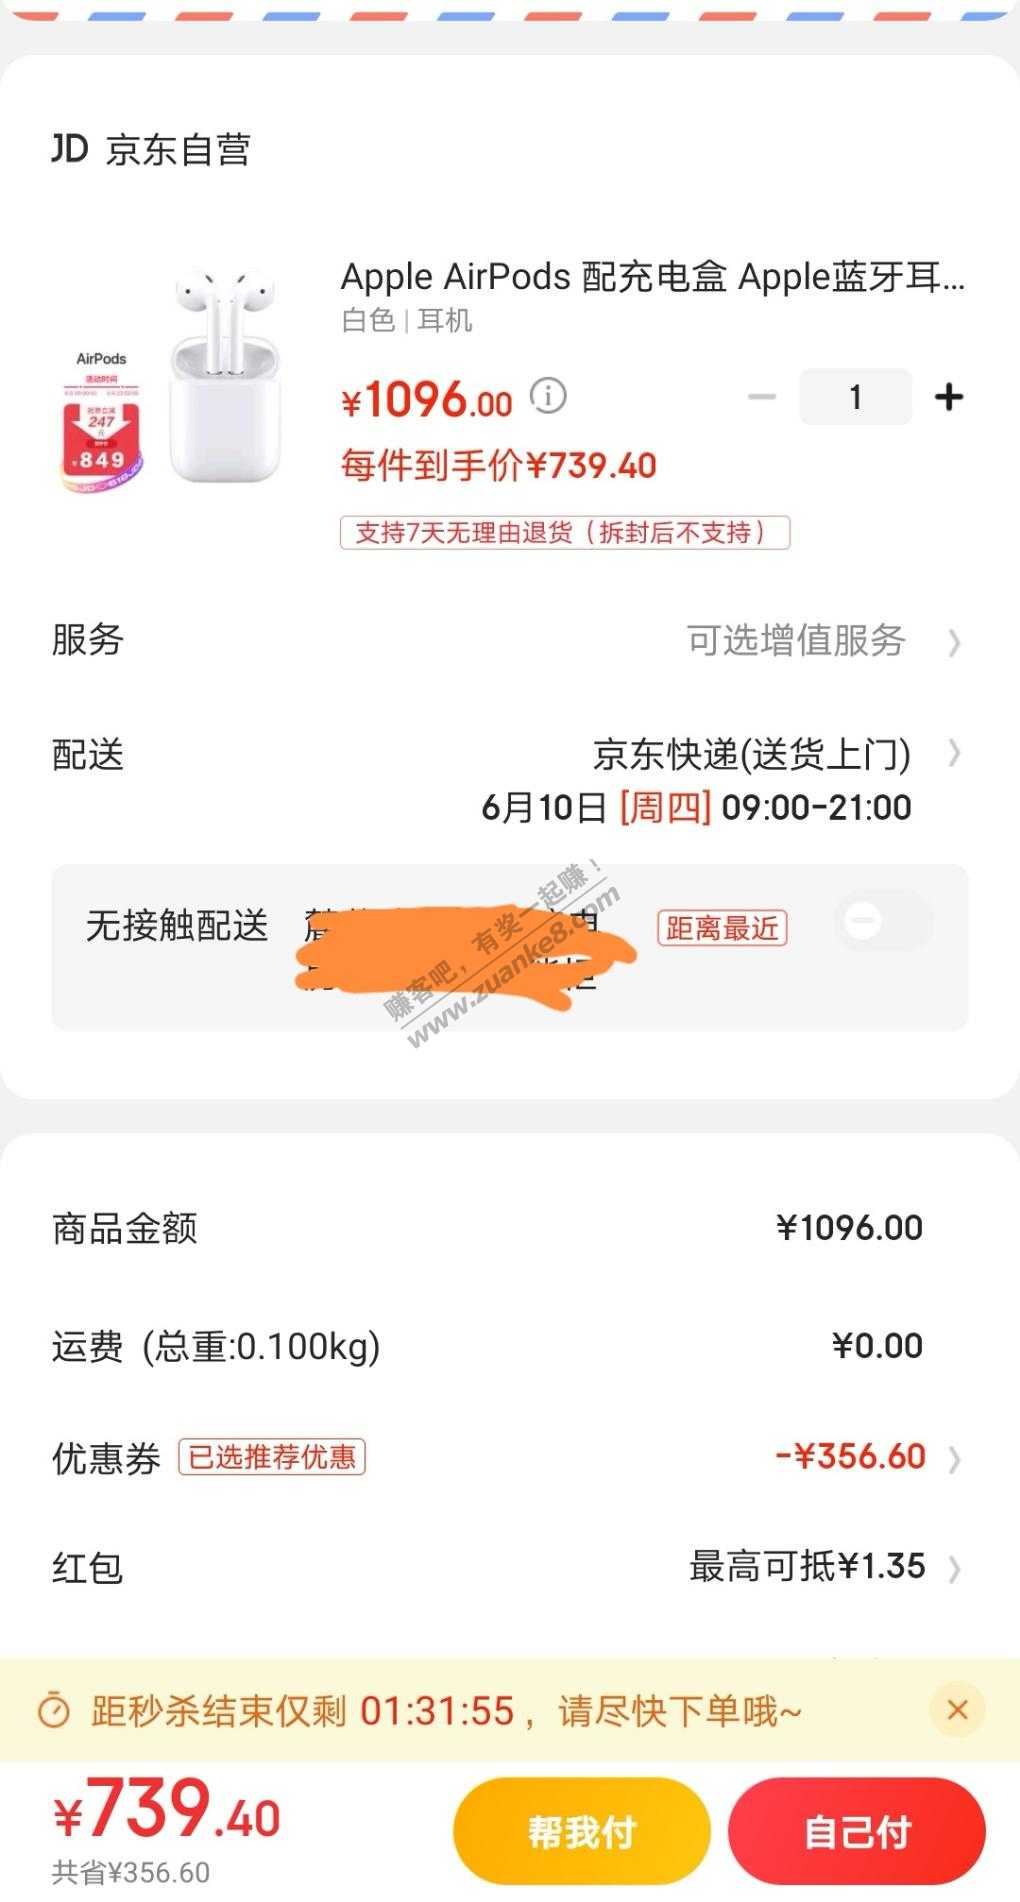 JD 京东自营
Apple AirPods 配充电盒 Apple蓝牙耳...
白色 | 耳机
AirPods
活动时间
247
849
¥1096.00
1
每件到手价¥739.40
支持7天无理由退货（拆封后不支持）
服务 可选增值服务
配送 京东快递(送货上门)
6月10日 [周四] 09:00-21:00
无接触配送 距离最近
赚客吧，有奖一起赚！
www.zuanke8.com
商品金额 ¥1096.00
运费 (总重:0.100kg) ¥0.00
优惠券 已选推荐优惠 -¥356.60
红包 最高可抵¥1.35
距秒杀结束仅剩 01:31:55，请尽快下单哦~
¥739.40
共省¥356.60
帮我付
自己付